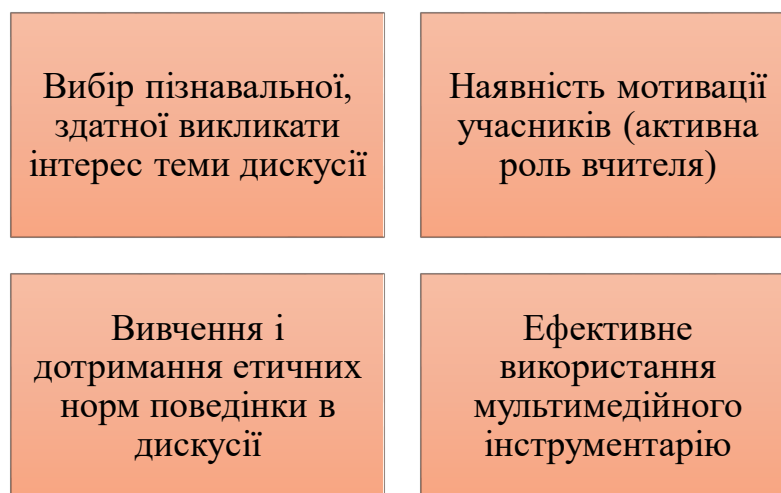 Вибір пізнавальної,
здатної викликати
інтерес теми дискусії
Наявність мотивації
учасників (активна
роль вчителя)
Вивчення і
дотримання етичних
норм поведінки в
дискусії
Ефективне
використання
мультимедійного
інструментарію